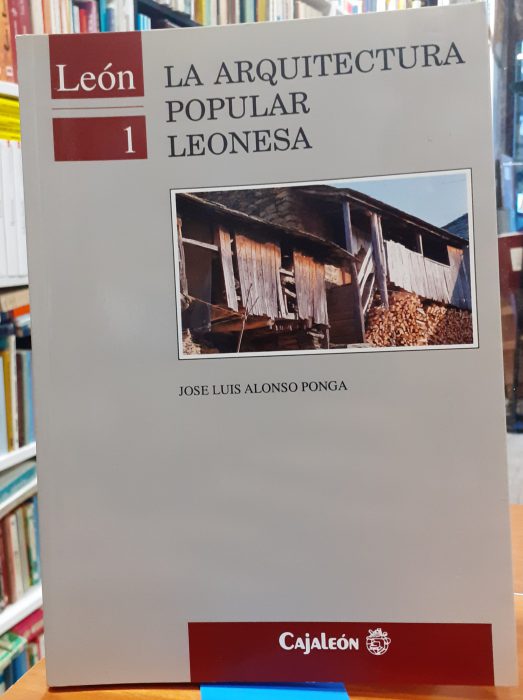 León
1
LA ARQUITECTURA
POPULAR
LEONESA
JOSE LUIS ALONSO PONGA
CAJALEÓN